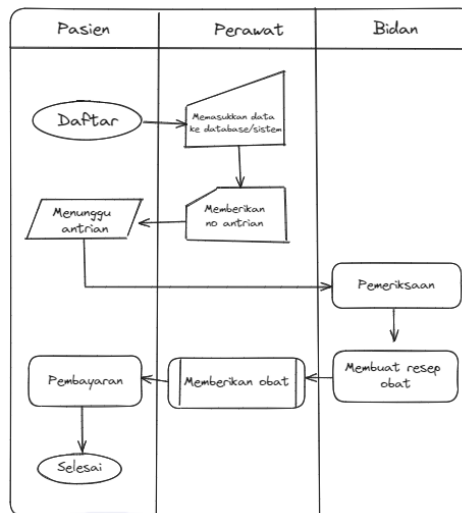 Pasien
Perawat
Bidan
Daftar
Memasukkan data
ke database/sistem
Memberikan
no antrian
Menunggu
antrian
Pemeriksaan
Membuat resep
obat
Memberikan obat
Pembayaran
Selesai